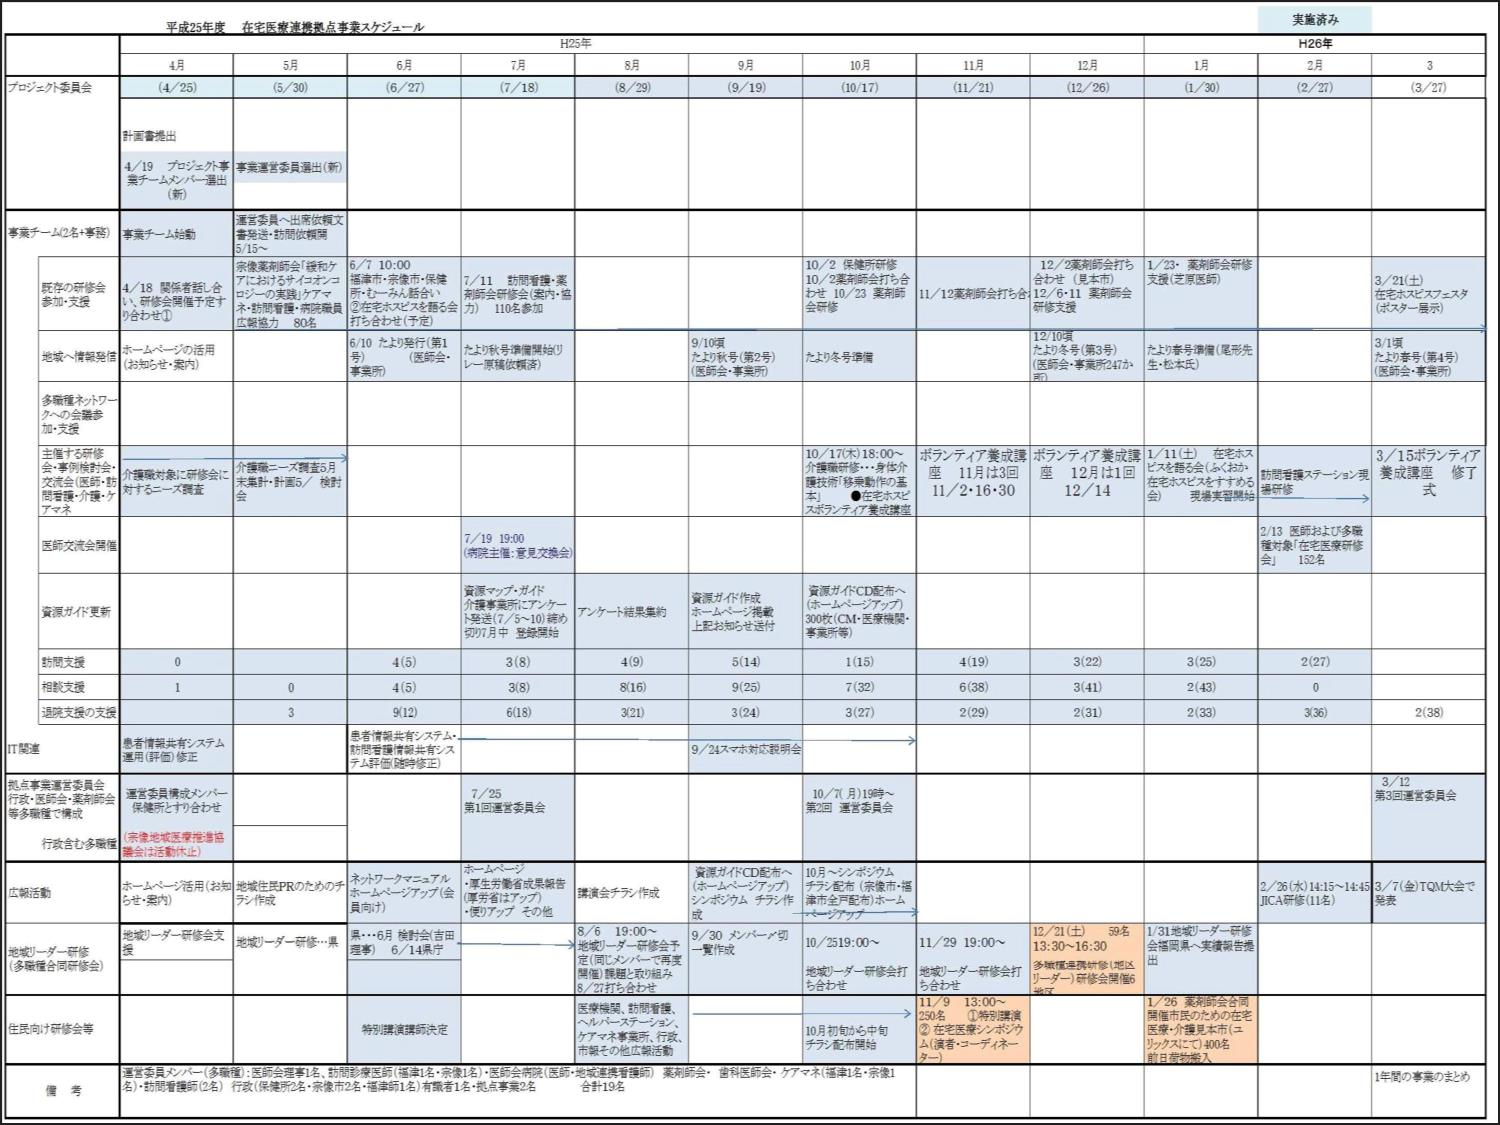 平成25年度 在宅医療連携拠点事業スケジュール
実施済み
H25年
H26年
4月
5月
6月
7月
8月
9月
10月
11月
12月
1月
2月
3
プロジェクト委員会
(4/25)
(5/30)
(6/27)
(7/18)
(8/29)
(9/19)
(10/17)
(11/21)
(12/26)
(1/30)
(2/27)
(3/27)
計画書提出
4/19 プロジェクト事
業チームメンバー選出
(新)
事業運営委員選出(新)
事業チーム(2名+事務)
事業チーム始動
運営委員へ出席依頼文
書発送・訪問依頼開
5/15~
既存の研修会
参加・支援
4/18 関係者話し合
い、研修会開催予定す
り合わせ①
宗像薬剤師会「緩和ケ
アにおけるサイコオンコ
ロジーの実践」ケアマ
ネ・訪問看護・病院職員
広報協力 80名
6/7 10:00
福津市・宗像市・保健
所・むーみん話合い
②在宅ホスピスを語る会
打ち合わせ(予定)
7/11 訪問看護・薬
剤師会研修会(案内・協
力) 110名参加
10/2 保健所研修
10/2薬剤師会打ち合
わせ 10/23 薬剤師
会研修
11/12薬剤師会打ち合
12/2薬剤師会打ち
合わせ (見本市)
12/6・11 薬剤師会
研修支援
1/23・ 薬剤師会研修
支援(芝原医師)
3/21(土)
在宅ホスピスフェスタ
(ポスター展示)
地域へ情報発信
ホームページの活用
(お知らせ・案内)
6/10 たより発行(第1
号) (医師会・
事業所)
たより秋号準備開始(リ
レー原稿依頼済)
9/10頃
たより秋号(第2号)
(医師会・事業所)
たより冬号準備
12/10頃
たより冬号(第3号)
(医師会・事業所247か
所)
たより春号準備(尾形先
生・松本氏)
3/1頃
たより春号(第4号)
(医師会・事業所)
多職種ネットワー
クへの会議参
加・支援
主催する研修
会・事例検討会・
交流会(医師・訪
問看護・介護・ケ
アマネ
介護職対象に研修会に
対するニーズ調査
介護職ニーズ調査5月
末集計・計画5/ 検討
会
10/17(木)18:00~
介護職研修・・・身体介
護技術「移乗動作の基
本」 ●在宅ホスピ
スボランティア養成講座
ボランティア養成講
座 11月は3回
11/2・16・30
ボランティア養成講
座 12月は1回
12/14
1/11(土) 在宅ホ
スピスを語る会(ふくおか
在宅ホスピスをすすめる
会) 現場実習開始
訪問看護ステーション現
場研修
3/15ボランティア
養成講座 修了
式
医師交流会開催
7/19 19:00
(病院主催:意見交換会)
2/13 医師および多職
種対象「在宅医療研修
会」 152名
資源ガイド更新
資源マップ・ガイド
介護事業所にアンケー
ト発送(7/5~10)締め
切り7月中 登録開始
アンケート結果集約
資源ガイド作成
ホームページ掲載
上記お知らせ送付
資源ガイドCD配布へ
(ホームページアップ)
300枚(CM・医療機関・
事業所等)
訪問支援
0
4(5)
3(8)
4(9)
5(14)
1(15)
4(19)
3(22)
3(25)
2(27)
相談支援
1
0
4(5)
3(8)
8(16)
9(25)
7(32)
6(38)
3(41)
2(43)
0
退院支援の支援
3
9(12)
6(18)
3(21)
3(24)
3(27)
2(29)
2(31)
2(33)
3(36)
2(38)
IT関連
患者情報共有システム
運用(評価)修正
患者情報共有システム・
訪問看護情報共有シス
テム評価(随時修正)
9/24スマホ対応説明会
拠点事業運営委員会
行政・医師会・薬剤師会
等多職種で構成
行政含む多職種
運営委員構成メンバー
保健所とすり合わせ
(宗像地域医療推進協
議会は活動休止)
7/25
第1回運営委員会
10/7(月)19時~
第2回 運営委員会
3/12
第3回運営委員会
広報活動
ホームページ活用(お知
らせ・案内)
地域住民PRのためのチ
ラシ作成
ネットワークマニュアル
ホームページアップ(会
員向け)
ホームページ
・厚生労働省成果報告
(厚労省はアップ)
・便りアップ その他
講演会チラシ作成
資源ガイドCD配布へ
(ホームページアップ)
シンポジウム チラシ作
成
10月~シンポジウム
チラシ配布(宗像市・福
津市全戸配布)ホーム
ページアップ
2/26(水)14:15~14:45
JICA研修(11名)
3/7(金)TQM大会で
発表
地域リーダー研修
(多職種合同研修会)
地域リーダー研修会支
援
地域リーダー研修…県
県・・・6月 検討会(吉田
理事) 6/14県庁
8/6 19:00~
地域リーダー研修会予
定(同じメンバーで再度
開催)課題と取り組み
8/27打ち合わせ
9/30 メンバー〆切
一覧作成
10/2519:00~
地域リーダー研修会打
ち合わせ
11/29 19:00~
地域リーダー研修会打
ち合わせ
12/21(土) 59名
13:30~16:30
多職種連携研修(地区
リーダー)研修会開催6
地区
1/31地域リーダー研修
会福岡県へ実績報告提
出
住民向け研修会等
特別講演講師決定
医療機関、訪問看護、
ヘルパーステーション、
ケアマネ事業所、行政、
市報その他広報活動
10月初旬から中旬
チラシ配布開始
11/9 13:00~
250名 ①特別講演
② 在宅医療シンポジウ
ム(演者・コーディネー
ター)
1/26 薬剤師会合同
開催市民のための在宅
医療・介護見本市(ユ
リックスにて)400名
前日荷物搬入
備 考
運営委員メンバー(多職種):医師会理事1名、訪問診療医師(福津1名・宗像1名)・医師会病院(医師・地域連携看護師) 薬剤師会・ 歯科医師会・ケアマネ(福津1名・宗像1
名)・訪問看護師(2名) 行政(保健所2名・宗像市2名・福津師1名)有識者1名・拠点事業2名 合計19名
1年間の事業のまとめ